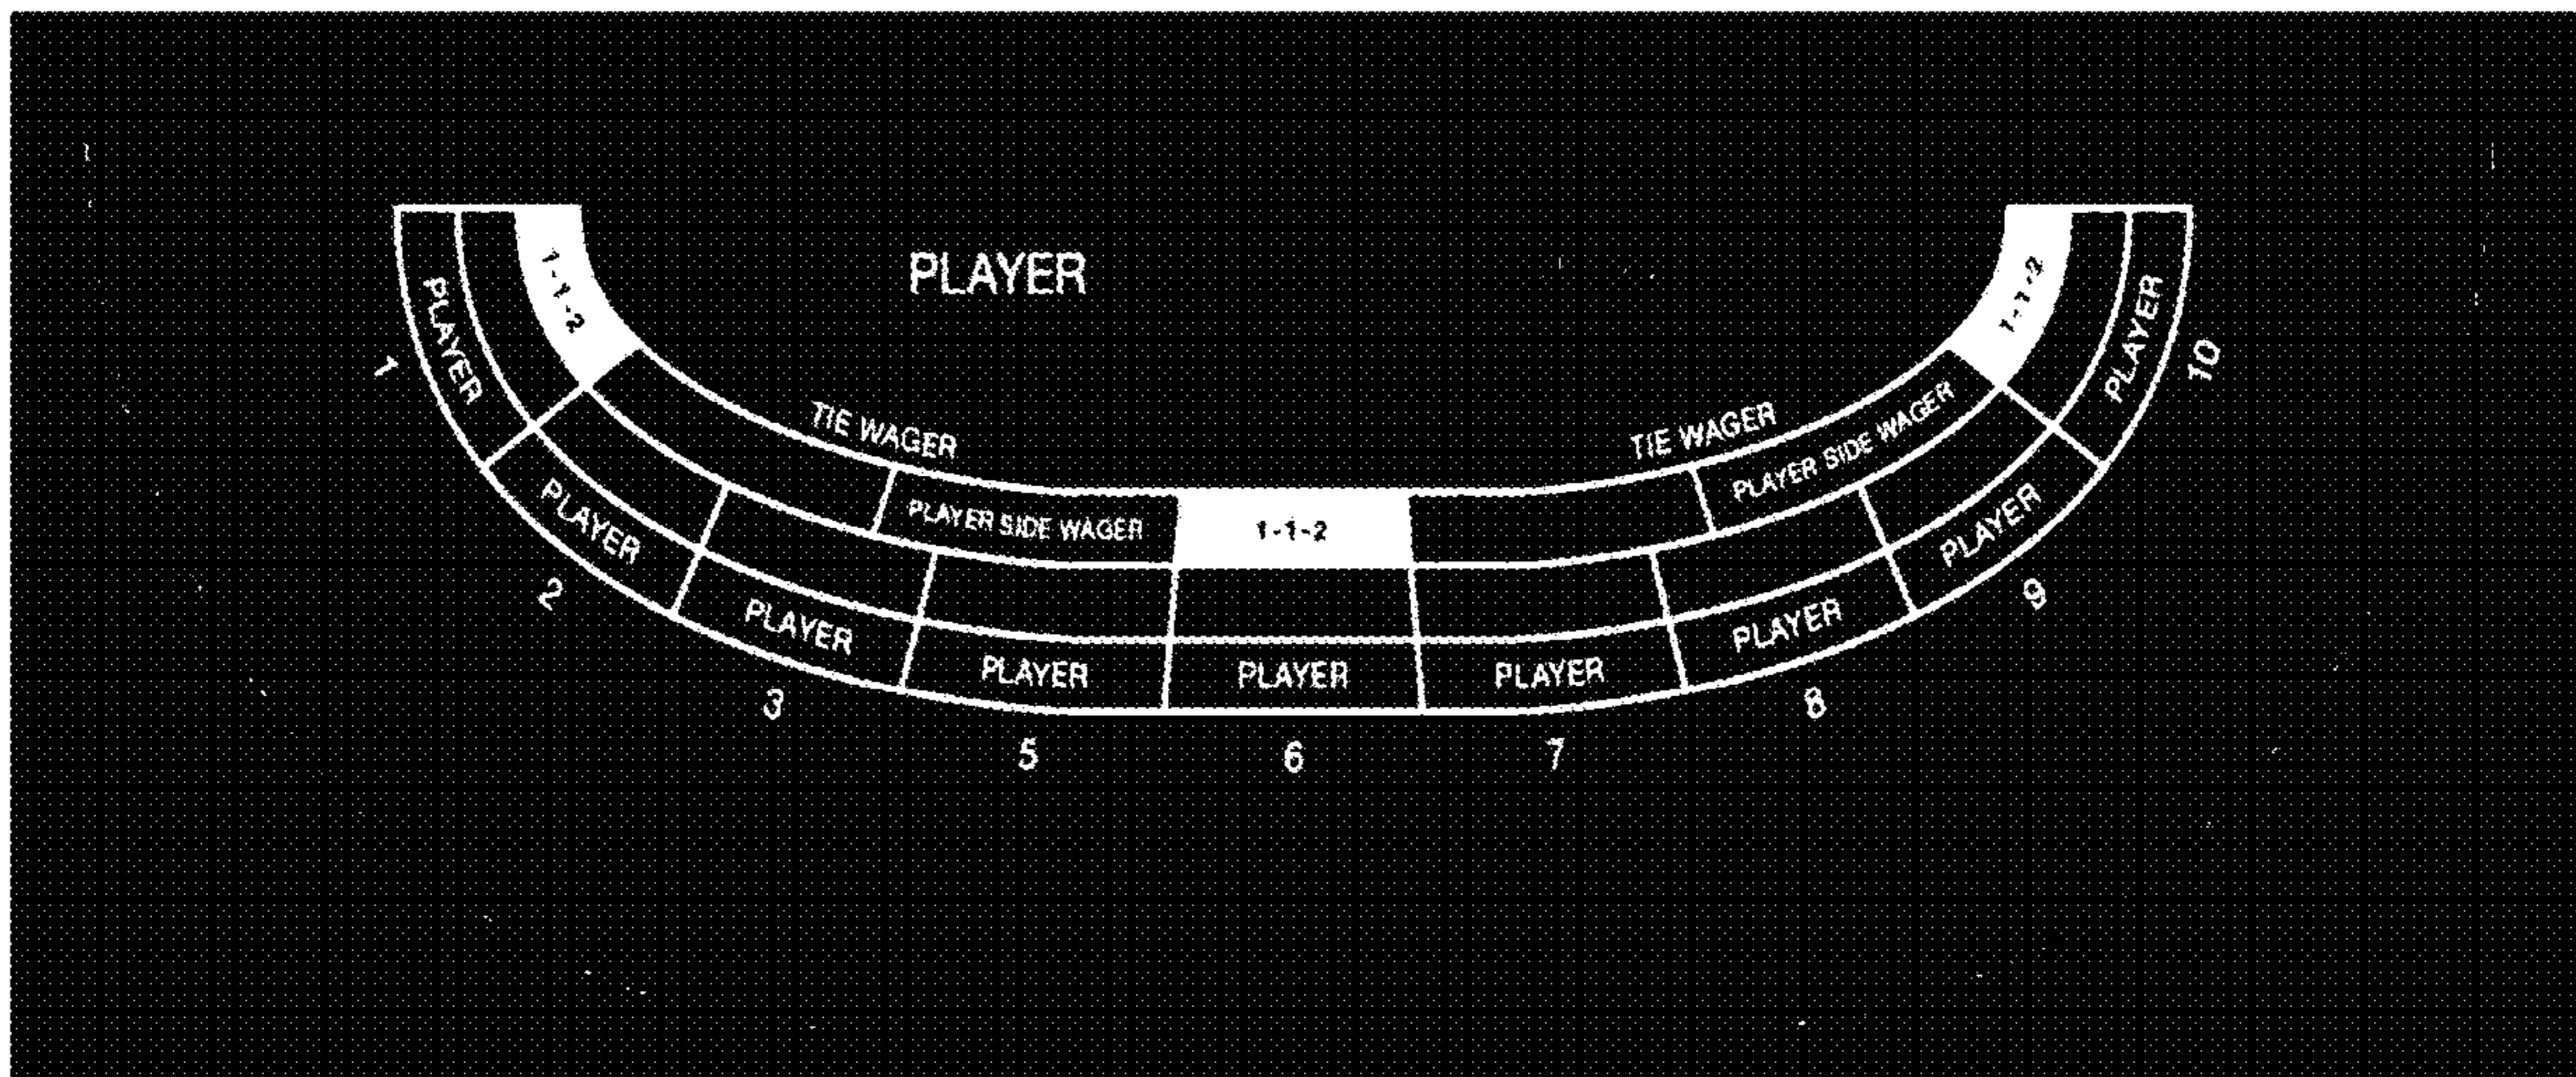 PLAYER
1-1-2
1-1-2
TIE WAGER
TIE WAGER
PLAYER SIDE WAGER
1-1-2
PLAYER SIDE WAGER
PLAYER
PLAYER
PLAYER
PLAYER
PLAYER
PLAYER
PLAYER
PLAYER
PLAYER
1
2
3
5
6
7
8
9
10